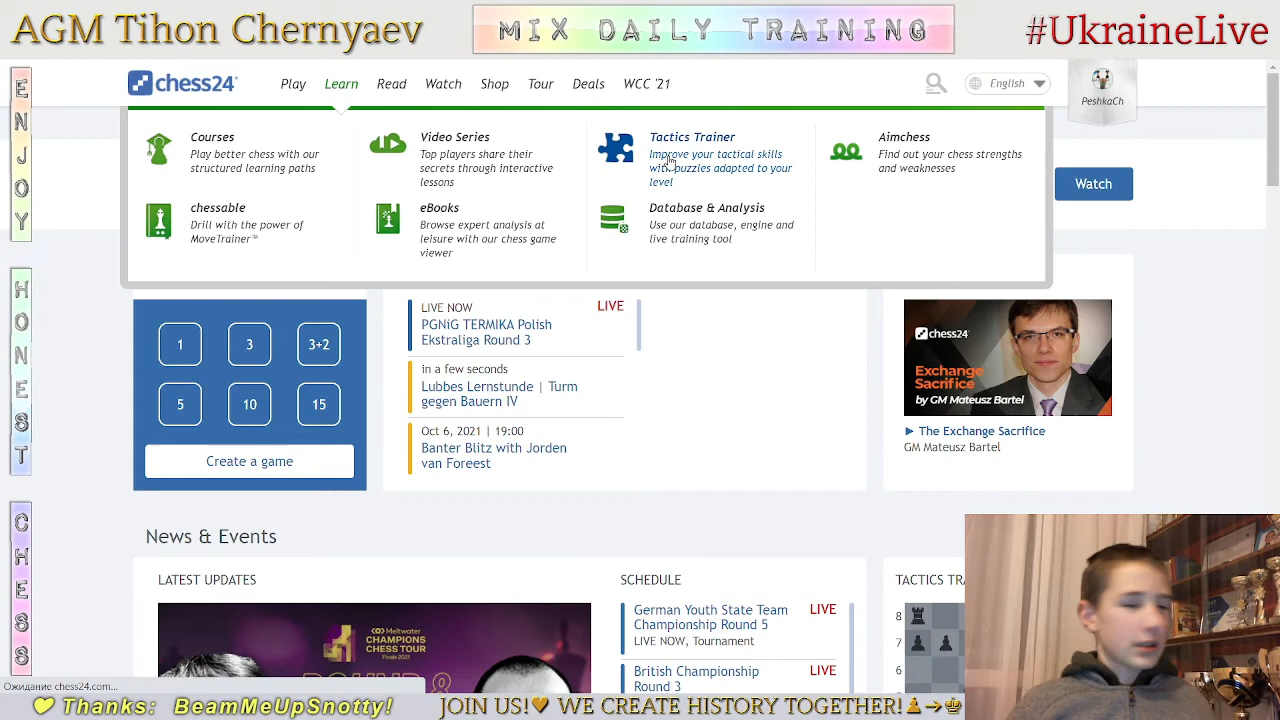 AGM Tihon Chernyaev
MIX DAILY TRAINING
#UkraineLive
ENJOY
HONEST
CHESS
chess24
Play
Learn
Read
Watch
Shop
Tour
Deals
WCC '21
English
PeshkaCh
Courses
Play better chess with our
structured learning paths
chessable
Drill with the power of
MoveTrainer™
Video Series
Top players share their
secrets through interactive
lessons
eBooks
Browse expert analysis at
leisure with our chess game
viewer
Tactics Trainer
Improve your tactical skills
with puzzles adapted to your
level
Database & Analysis
Use our database, engine and
live training tool
Aimchess
Find out your chess strengths
and weaknesses
Watch
1
3
3+2
5
10
15
Create a game
LIVE NOW
LIVE
PGNiG TERMIKA Polish
Ekstraliga Round 3
in a few seconds
Lubbes Lernstunde | Turm
gegen Bauern IV
Oct 6, 2021 | 19:00
Banter Blitz with Jorden
van Foreest
chess24
Exchange
Sacrifice
by GM Mateusz Bartel
The Exchange Sacrifice
GM Mateusz Bartel
News & Events
LATEST UPDATES
Meltwater
CHAMPIONS
CHESS TOUR
Finals 2021
SCHEDULE
German Youth State Team
Championship Round 5
LIVE
LIVE NOW, Tournament
British Championship
Round 3
LIVE
TACTICS TRA
8
7
6
Ожидание chess24.com...
Thanks: BeamMeUpSnotty!
JOIN US! WE CREATE HISTORY TOGETHER!